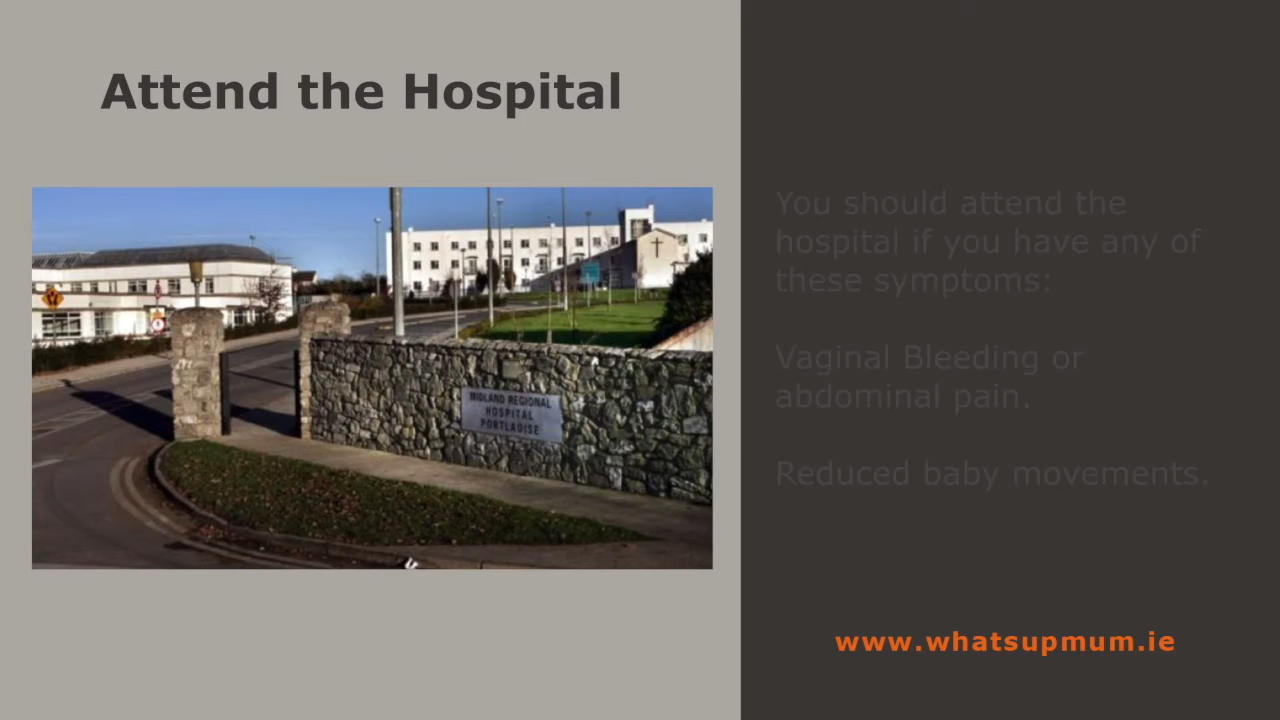 Attend the Hospital
MIDLAND REGIONAL
HOSPITAL
PORTLAOISE
You should attend the
hospital if you have any of
these symptoms:
Vaginal Bleeding or
abdominal pain.
Reduced baby movements.
www.whatsupmum.ie